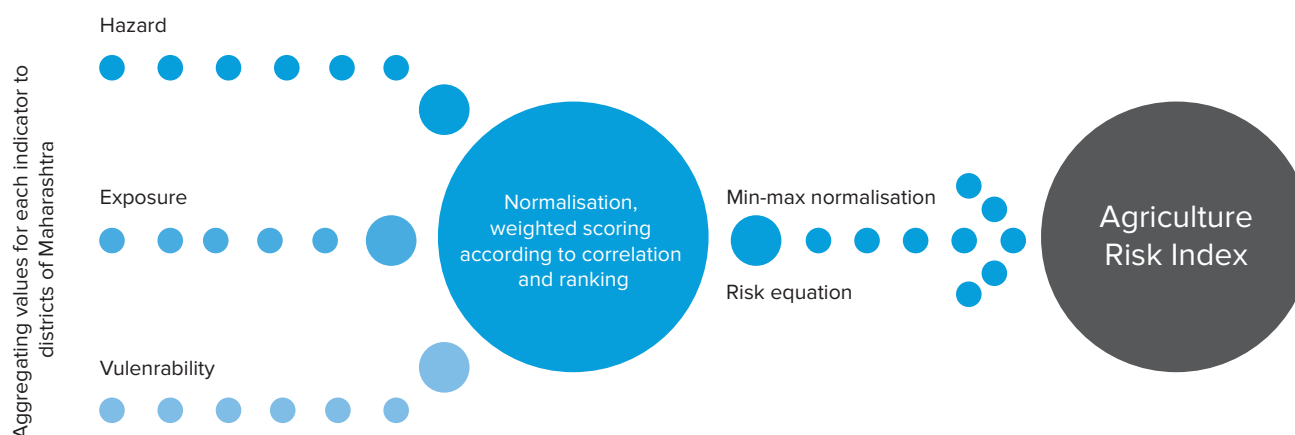 Aggregating values for each indicator to
districts of Maharashtra
Hazard
Exposure
Vulenrability
Normalisation,
weighted scoring
according to correlation
and ranking
Min-max normalisation
Risk equation
Agriculture
Risk Index